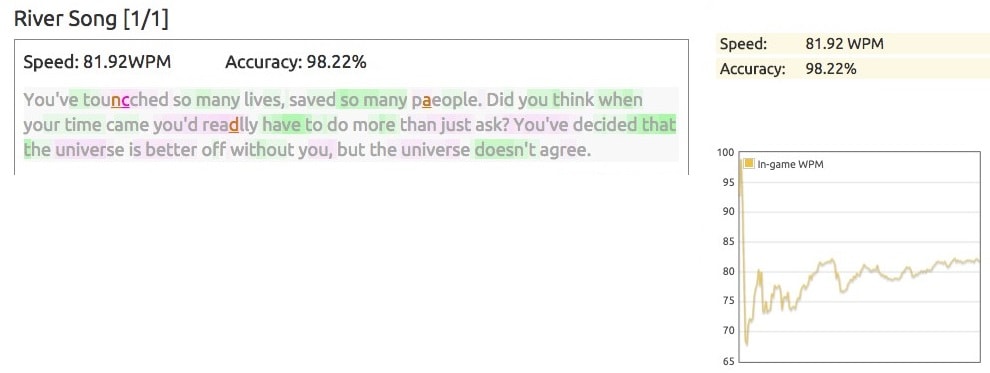 River Song [1/1]
Speed: 81.92WPM Accuracy: 98.22%
You've touncched so many lives, saved so many paeople. Did you think when
your time came you'd readlly have to do more than just ask? You've decided that
the universe is better off without you, but the universe doesn't agree.
Speed: 81.92 WPM
Accuracy: 98.22%
In-game WPM
100
95
90
85
80
75
70
65